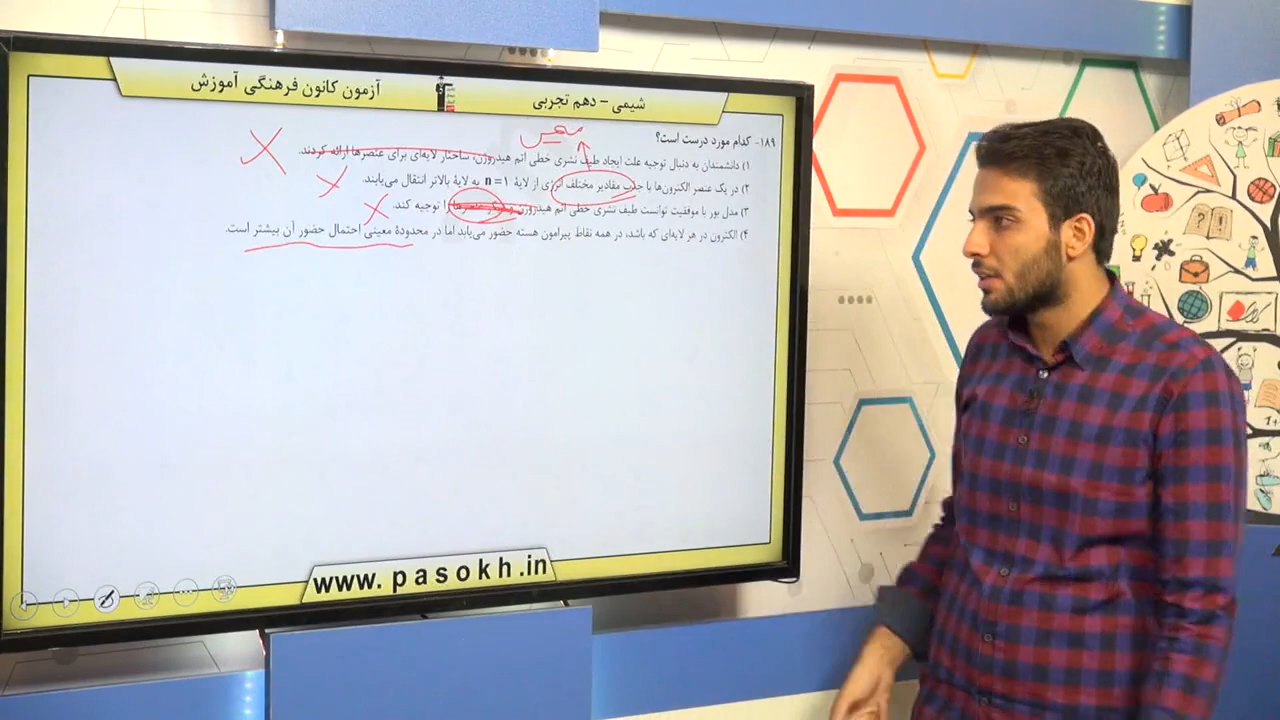 آزمون کانون فرهنگی آموزش
شیمی - دهم تجربی
۱۸۹- کدام مورد درست است؟
معین
۱) دانشمندان به دنبال توجیه علت ایجاد طیف نشری خطی اتم هیدروژن، ساختار لایه‌ای برای عنصرها ارائه کردند.
۲) در یک عنصر الکترون‌ها با جذب مقادیر مختلف انرژی از لایهٔ n=۱ به لایهٔ بالاتر انتقال می‌یابند.
۳) مدل بور با موفقیت توانست طیف نشری خطی اتم هیدروژن و دیگر عنصرها را توجیه کند.
۴) الکترون در هر لایه‌ای که باشد، در همه نقاط پیرامون هسته حضور می‌یابد اما در محدودهٔ معینی احتمال حضور آن بیشتر است.
www.pasokh.in